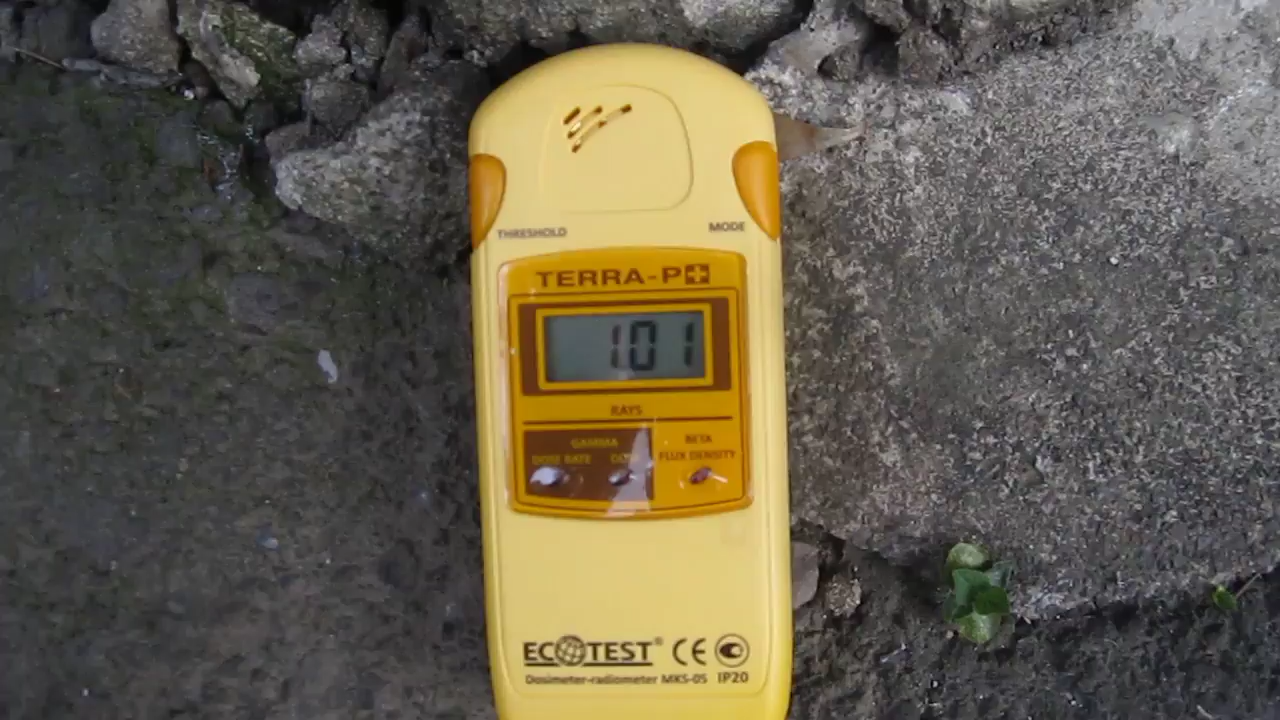 THRESHOLD MODE
TERRA-P+
101
RAYS
GAMMA BETA
DOSE RATE DOSE FLUX DENSITY
ECOTEST® CE
Dosimeter-radiometer MKS-05 IP20